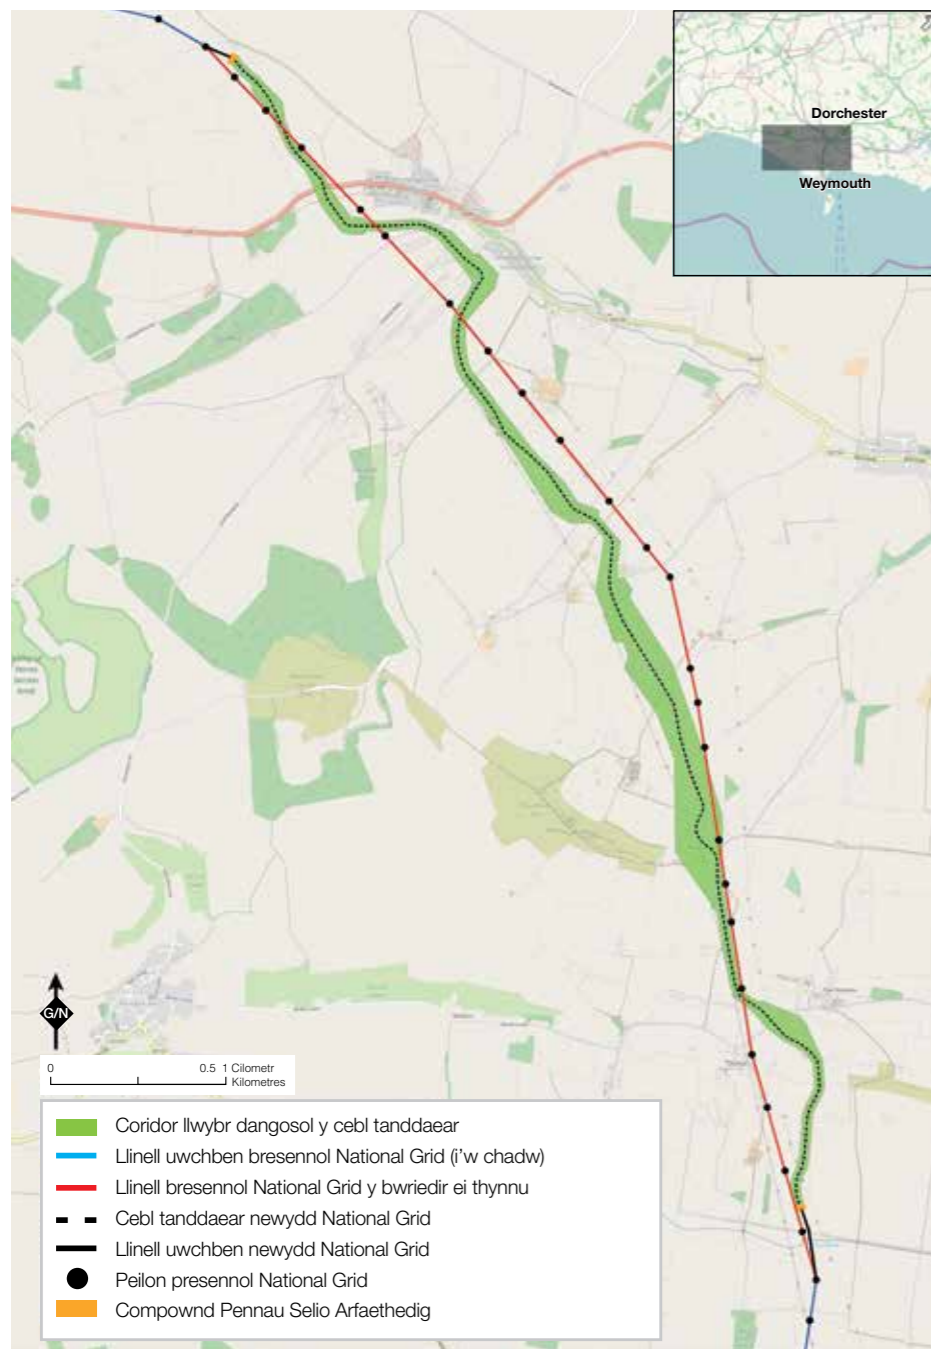 Dorchester
Weymouth
G/N
0 0.5 1 Cilometr
Kilometres
Coridor llwybr dangosol y cebl tanddaear
Llinell uwchben bresennol National Grid (i'w chadw)
Llinell bresennol National Grid y bwriedir ei thynnu
Cebl tanddaear newydd National Grid
Llinell uwchben newydd National Grid
Peilon presennol National Grid
Compownd Pennau Selio Arfaethedig